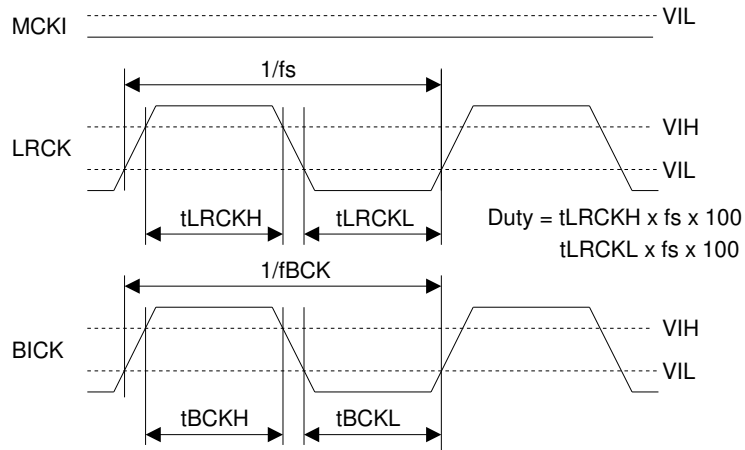 MCKI
VIL
1/fs
LRCK
VIH
VIL
tLRCKH
tLRCKL
Duty = tLRCKH x fs x 100
tLRCKL x fs x 100
1/fBCK
BICK
VIH
VIL
tBCKH
tBCKL